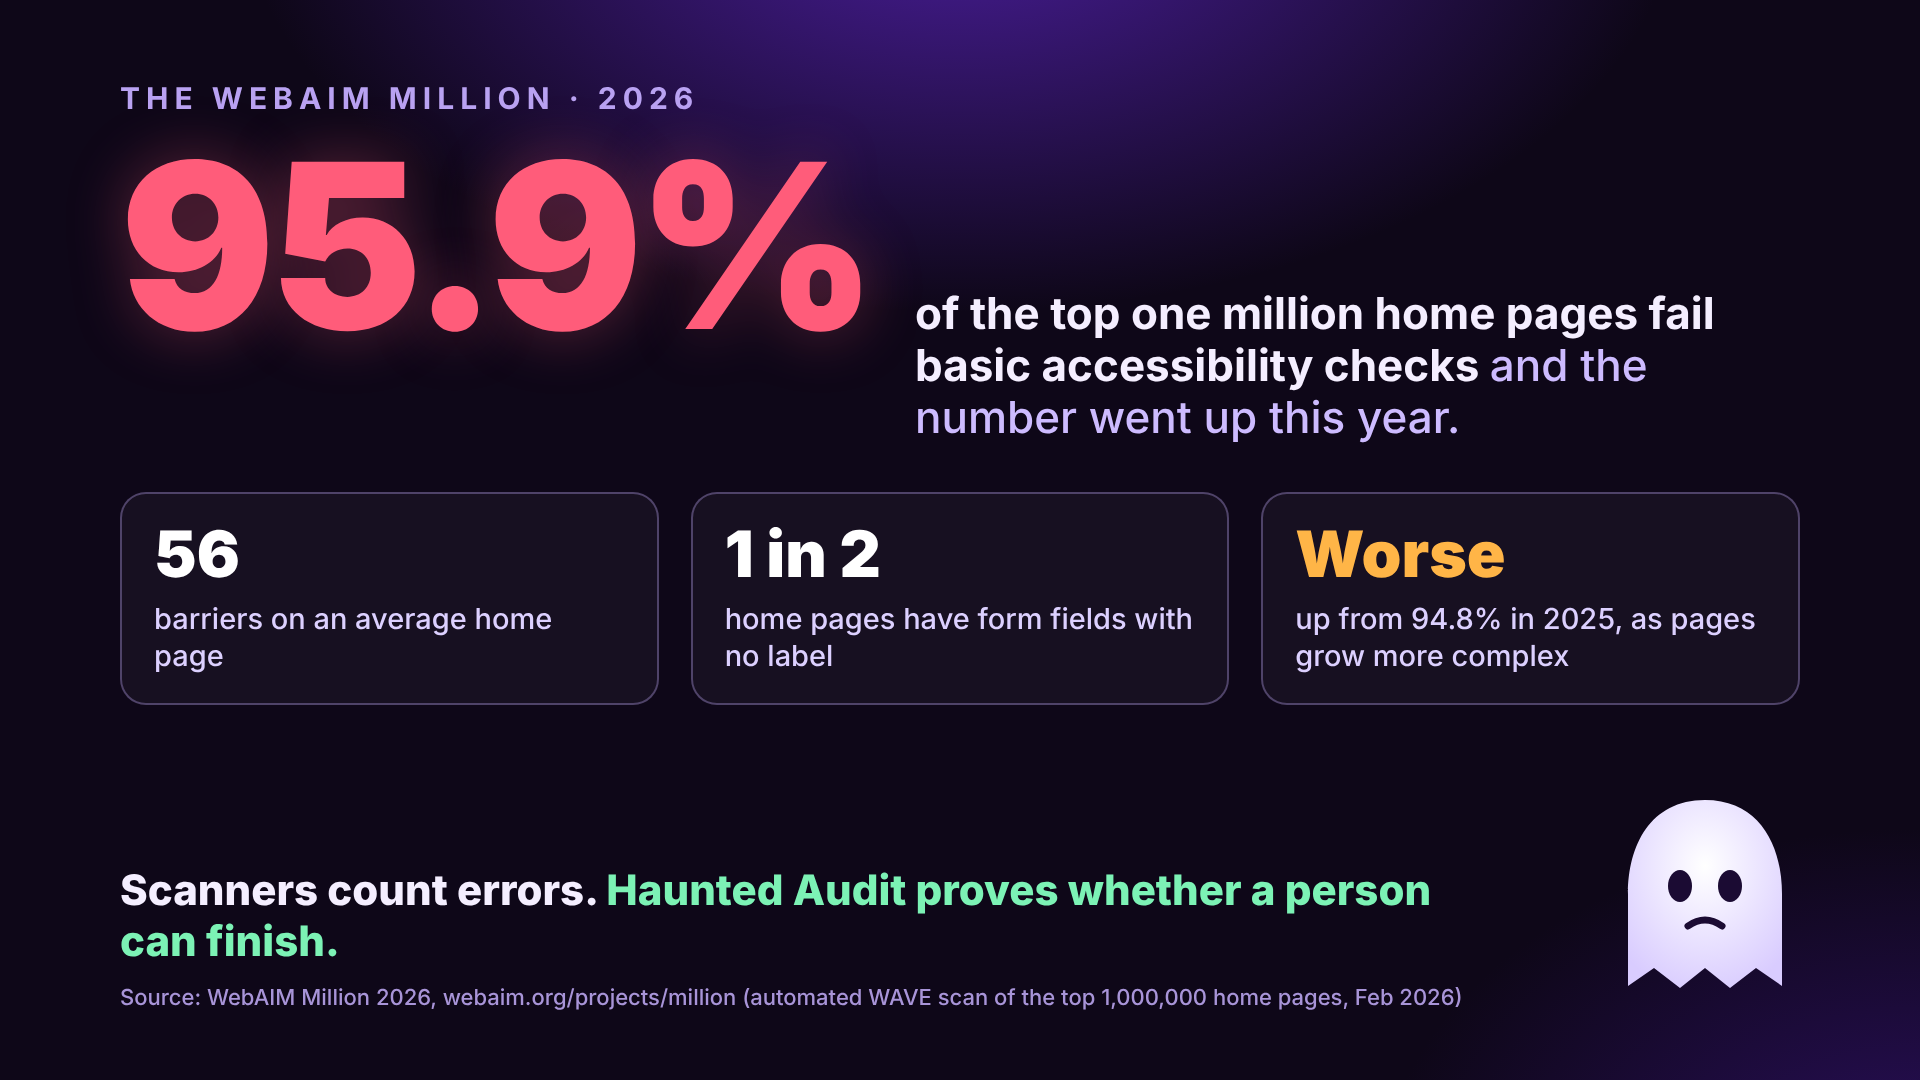 THE WEBAIM MILLION · 2026
95.9%
of the top one million home pages fail
basic accessibility checks and the
number went up this year.
56
barriers on an average home
page
1 in 2
home pages have form fields with
no label
Worse
up from 94.8% in 2025, as pages
grow more complex
Scanners count errors. Haunted Audit proves whether a person
can finish.
Source: WebAIM Million 2026, webaim.org/projects/million (automated WAVE scan of the top 1,000,000 home pages, Feb 2026)